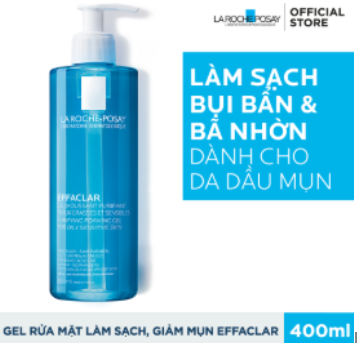 LA ROCHE-POSAY
OFFICIAL
STORE
LA ROCHE-POSAY
LÀM SẠCH
BỤI BẨN &
BÃ NHỜN
DÀNH CHO
DA DẦU MỤN
EFFACLAR
GEL RỬA MẶT LÀM SẠCH, GIẢM MỤN EFFACLAR
400ml